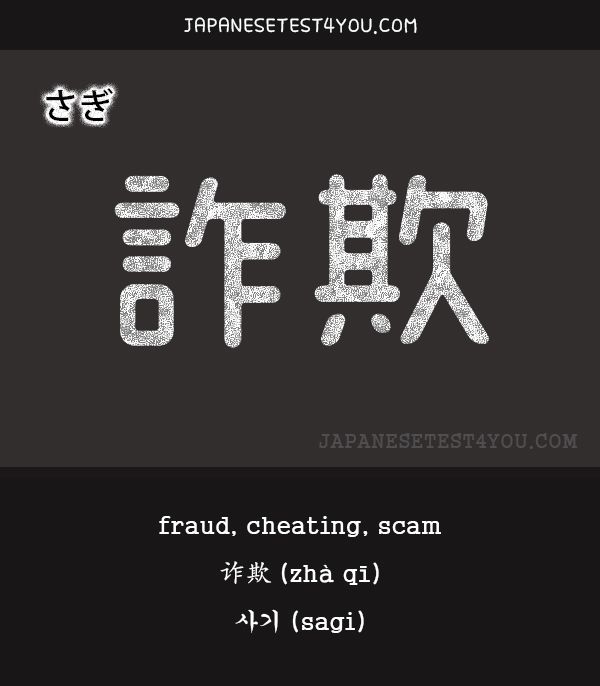 JAPANESETEST4YOU.COM
さぎ
詐欺
JAPANESETEST4YOU.COM
fraud, cheating, scam
诈欺 (zhà qī)
사기 (sagi)